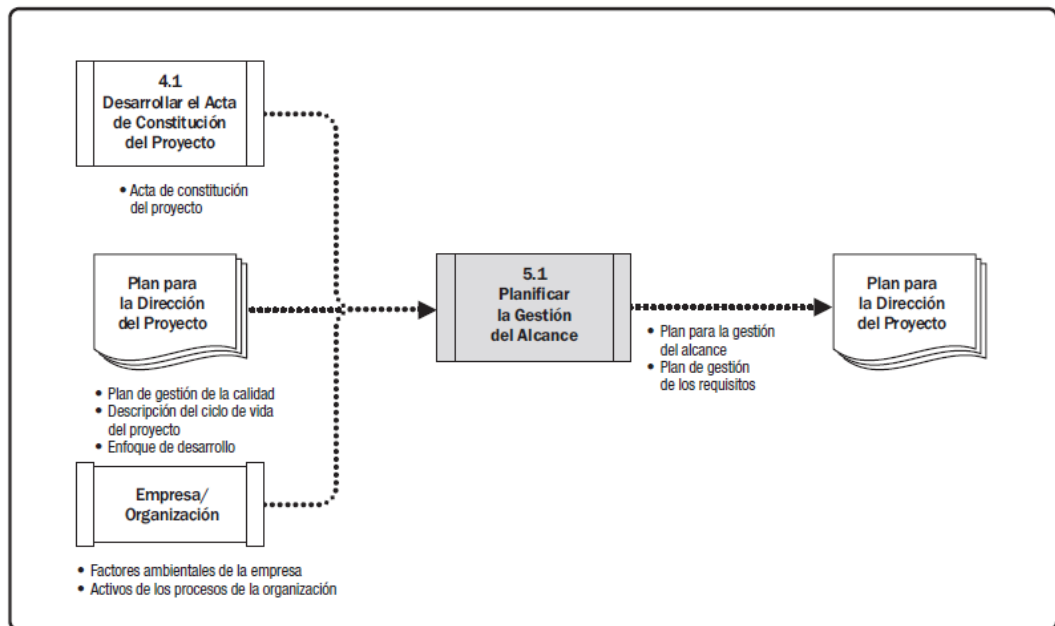 4.1
Desarrollar el Acta
de Constitución
del Proyecto
• Acta de constitución
del proyecto
Plan para
la Dirección
del Proyecto
• Plan de gestión de la calidad
• Descripción del ciclo de vida
del proyecto
• Enfoque de desarrollo
Empresa/
Organización
• Factores ambientales de la empresa
• Activos de los procesos de la organización
5.1
Planificar
la Gestión
del Alcance
• Plan para la gestión
del alcance
• Plan de gestión
de los requisitos
Plan para
la Dirección
del Proyecto